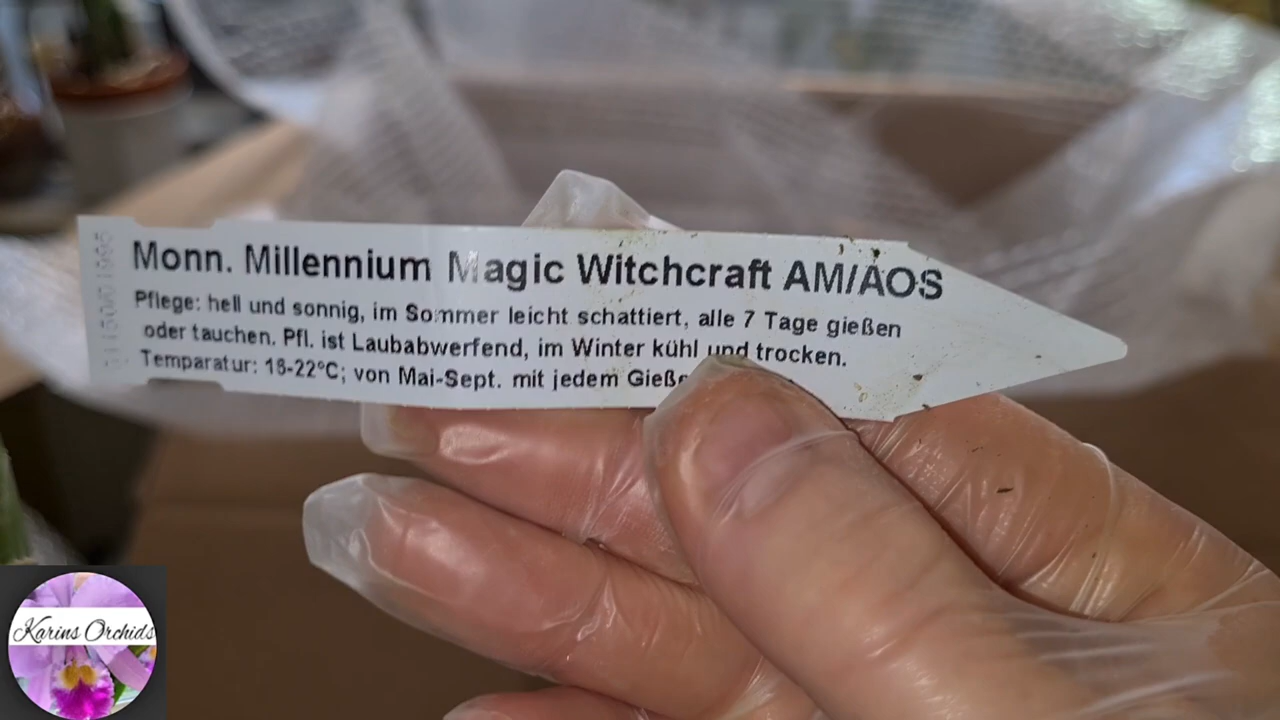 Monn. Millennium Magic Witchcraft AM/AOS
Pflege: hell und sonnig, im Sommer leicht schattiert, alle 7 Tage gießen
oder tauchen. Pfl. ist Laubabwerfend, im Winter kühl und trocken.
Temparatur: 18-22°C; von Mai-Sept. mit jedem
Karins Orchids